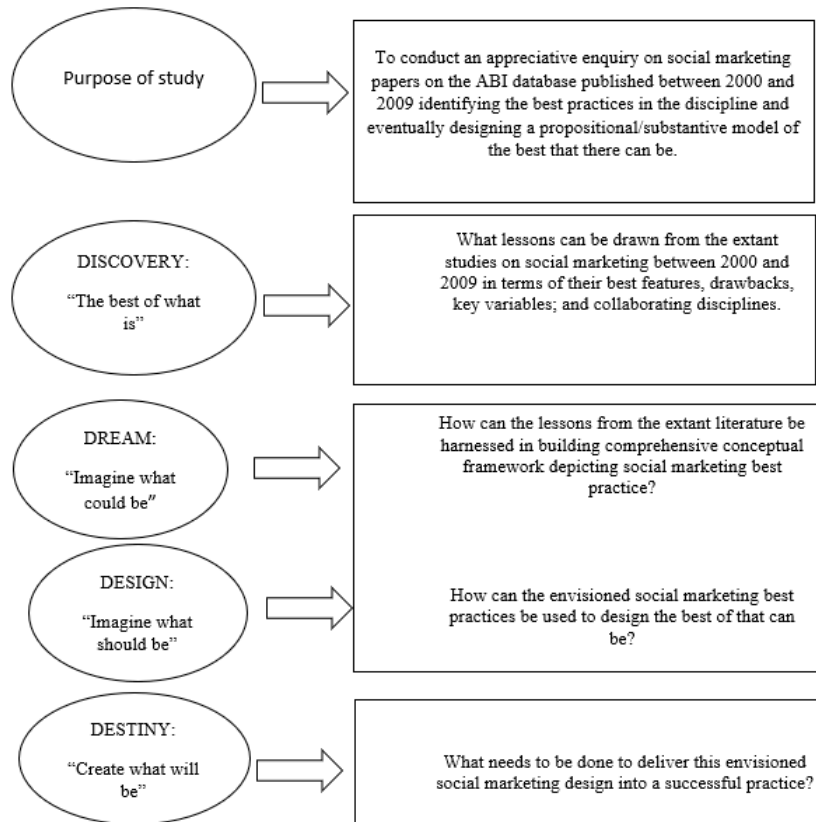 Purpose of study
To conduct an appreciative enquiry on social marketing
papers on the ABI database published between 2000 and
2009 identifying the best practices in the discipline and
eventually designing a propositional/substantive model of
the best that there can be.
DISCOVERY:
“The best of what
is”
What lessons can be drawn from the extant
studies on social marketing between 2000 and
2009 in terms of their best features, drawbacks,
key variables; and collaborating disciplines.
DREAM:
“Imagine what
could be”
How can the lessons from the extant literature be
harnessed in building comprehensive conceptual
framework depicting social marketing best
practice?
DESIGN:
“Imagine what
should be”
How can the envisioned social marketing best
practices be used to design the best of that can
be?
DESTINY:
“Create what will
be”
What needs to be done to deliver this envisioned
social marketing design into a successful practice?